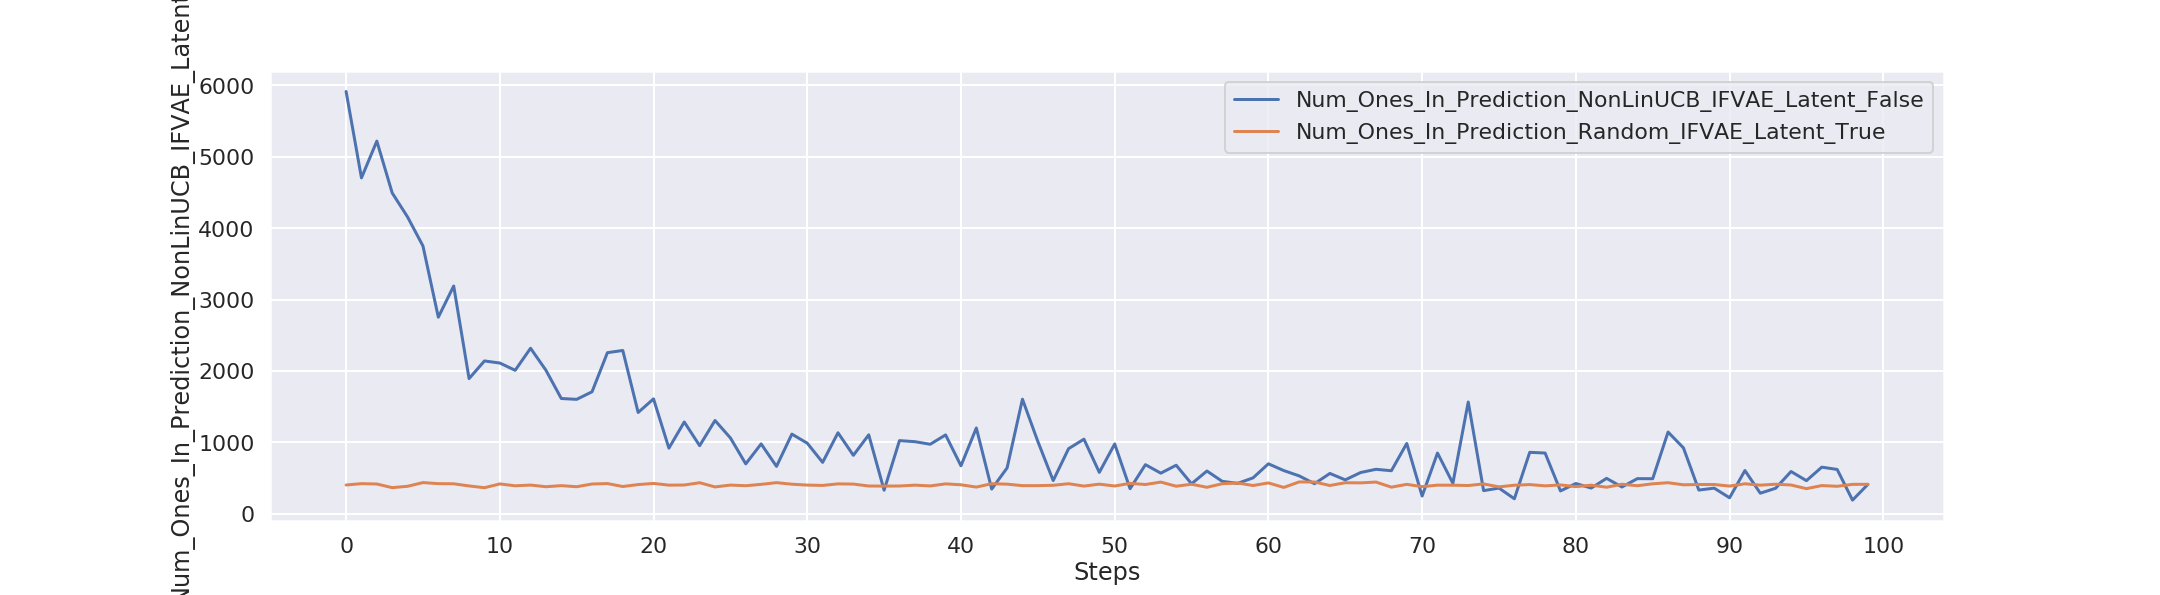 Num_Ones_In_Prediction_NonLinUCB_IFVAE_Latent
6000
5000
4000
3000
2000
1000
0
Num_Ones_In_Prediction_NonLinUCB_IFVAE_Latent_False
Num_Ones_In_Prediction_Random_IFVAE_Latent_True
0 10 20 30 40 50 60 70 80 90 100
Steps